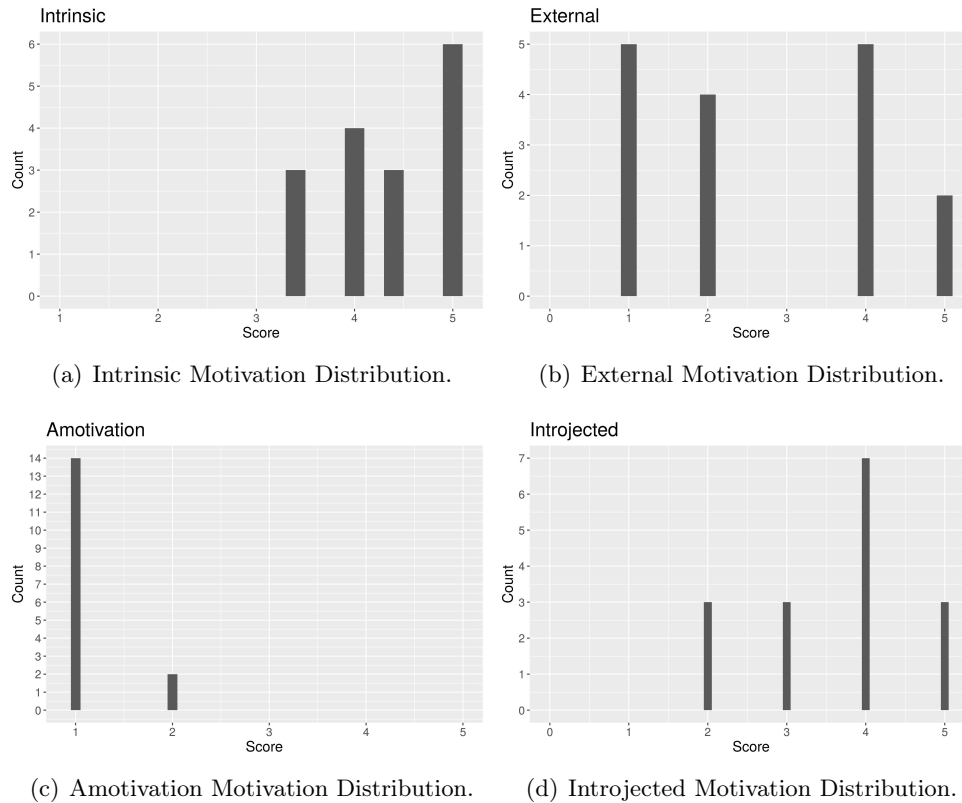 Intrinsic
6
5
4
3
2
1
0
Count
1 2 3 4 5
Score
(a) Intrinsic Motivation Distribution.
External
5
4
3
2
1
0
Count
0 1 2 3 4 5
Score
(b) External Motivation Distribution.
Amotivation
14
13
12
11
10
9
8
7
6
5
4
3
2
1
0
Count
1 2 3 4 5
Score
(c) Amotivation Motivation Distribution.
Introjected
7
6
5
4
3
2
1
0
Count
0 1 2 3 4 5
Score
(d) Introjected Motivation Distribution.